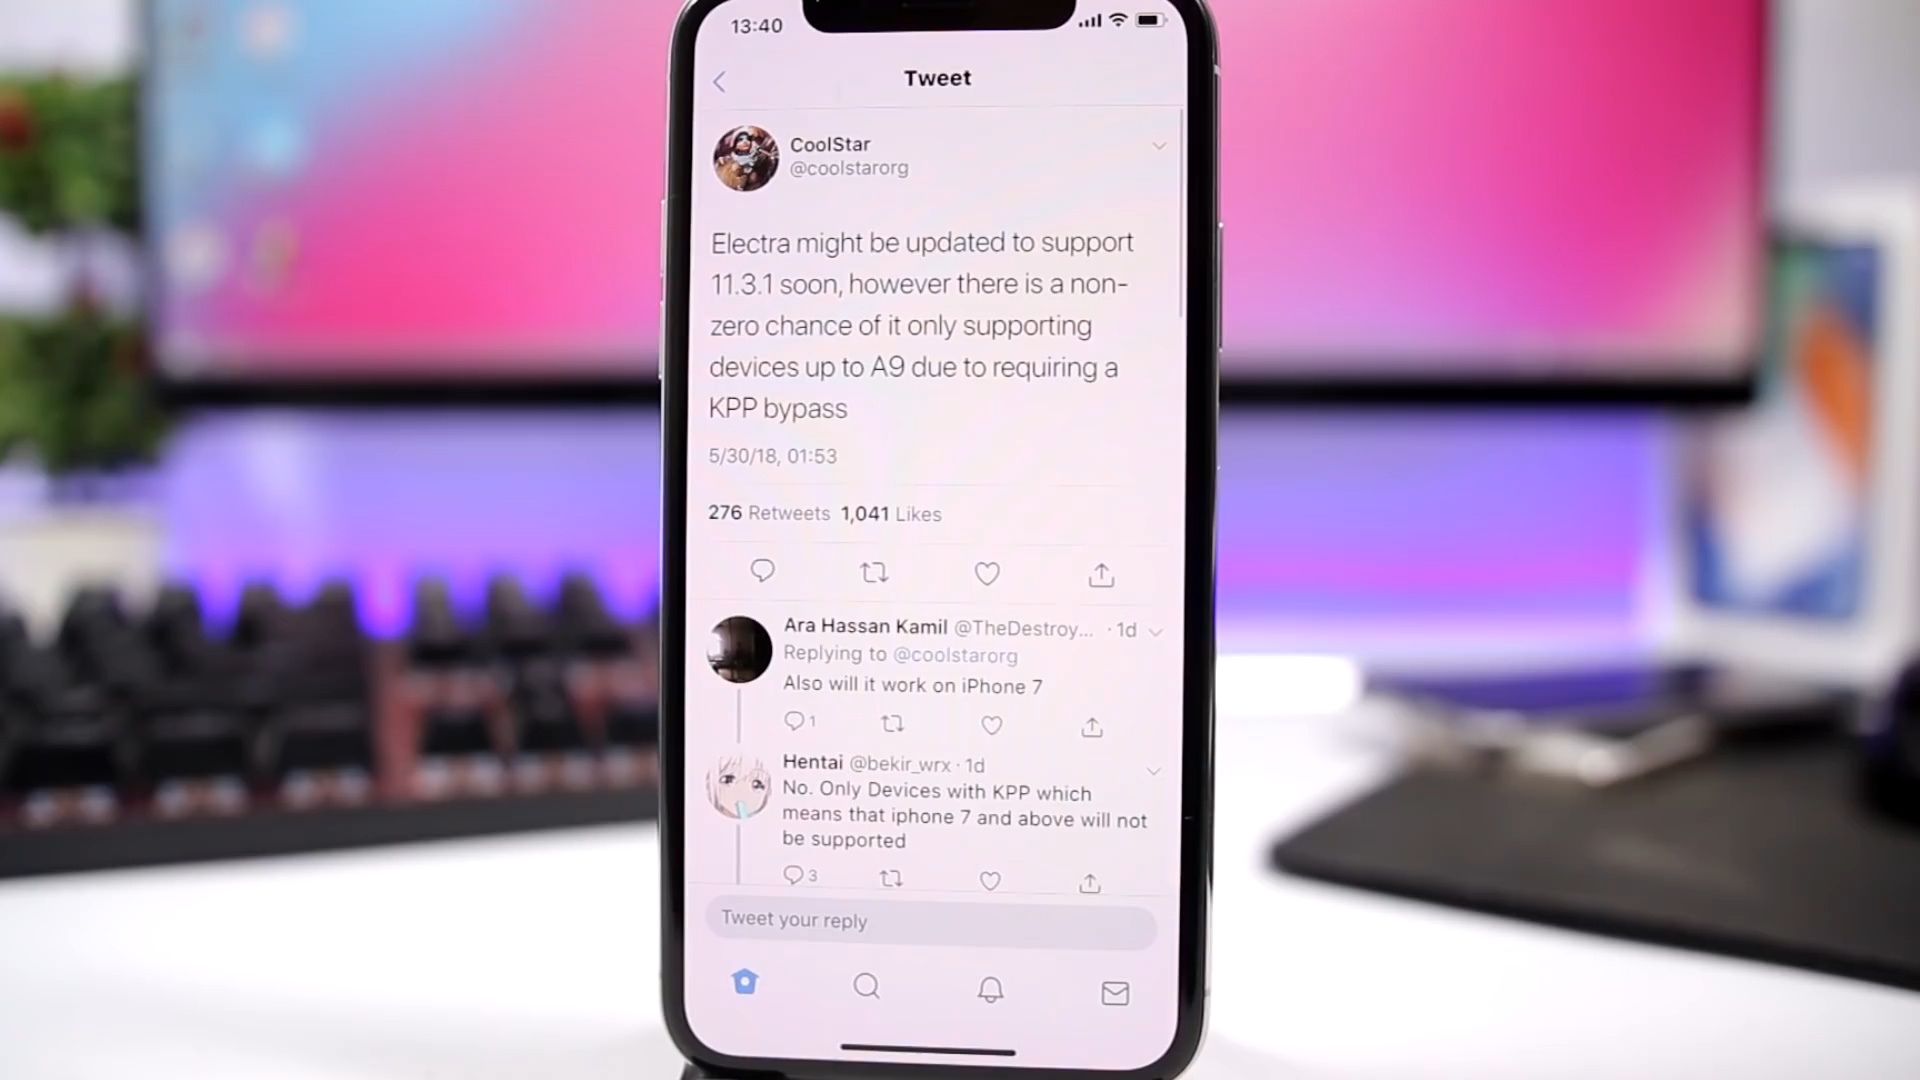 13:40
Tweet
CoolStar
@coolstarorg
Electra might be updated to support
11.3.1 soon, however there is a non-
zero chance of it only supporting
devices up to A9 due to requiring a
KPP bypass
5/30/18, 01:53
276 Retweets 1,041 Likes
Ara Hassan Kamil @TheDestroy... · 1d
Replying to @coolstarorg
Also will it work on iPhone 7
1
Hentai @bekir_wrx · 1d
No. Only Devices with KPP which
means that iphone 7 and above will not
be supported
3
Tweet your reply